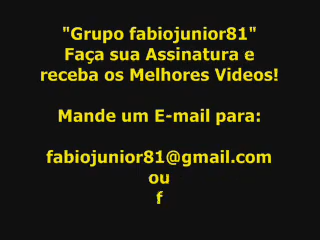 "Grupo fabiojunior81"
Faça sua Assinatura e
receba os Melhores Videos!
Mande um E-mail para:
fabiojunior81@gmail.com
ou
f